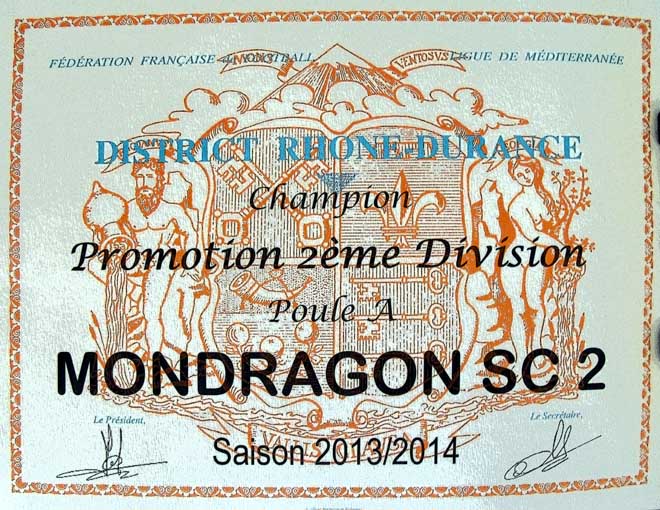 FÉDÉRATION FRANÇAISE DE FOOTBALL LIGUE DE MÉDITERRANÉE
VENTOSVS
DISTRICT RHONE-DURANCE
Champion
Promotion 2ème Division
Poule A
MONDRAGON SC 2
Le Président, Le Secrétaire,
Saison 2013/2014